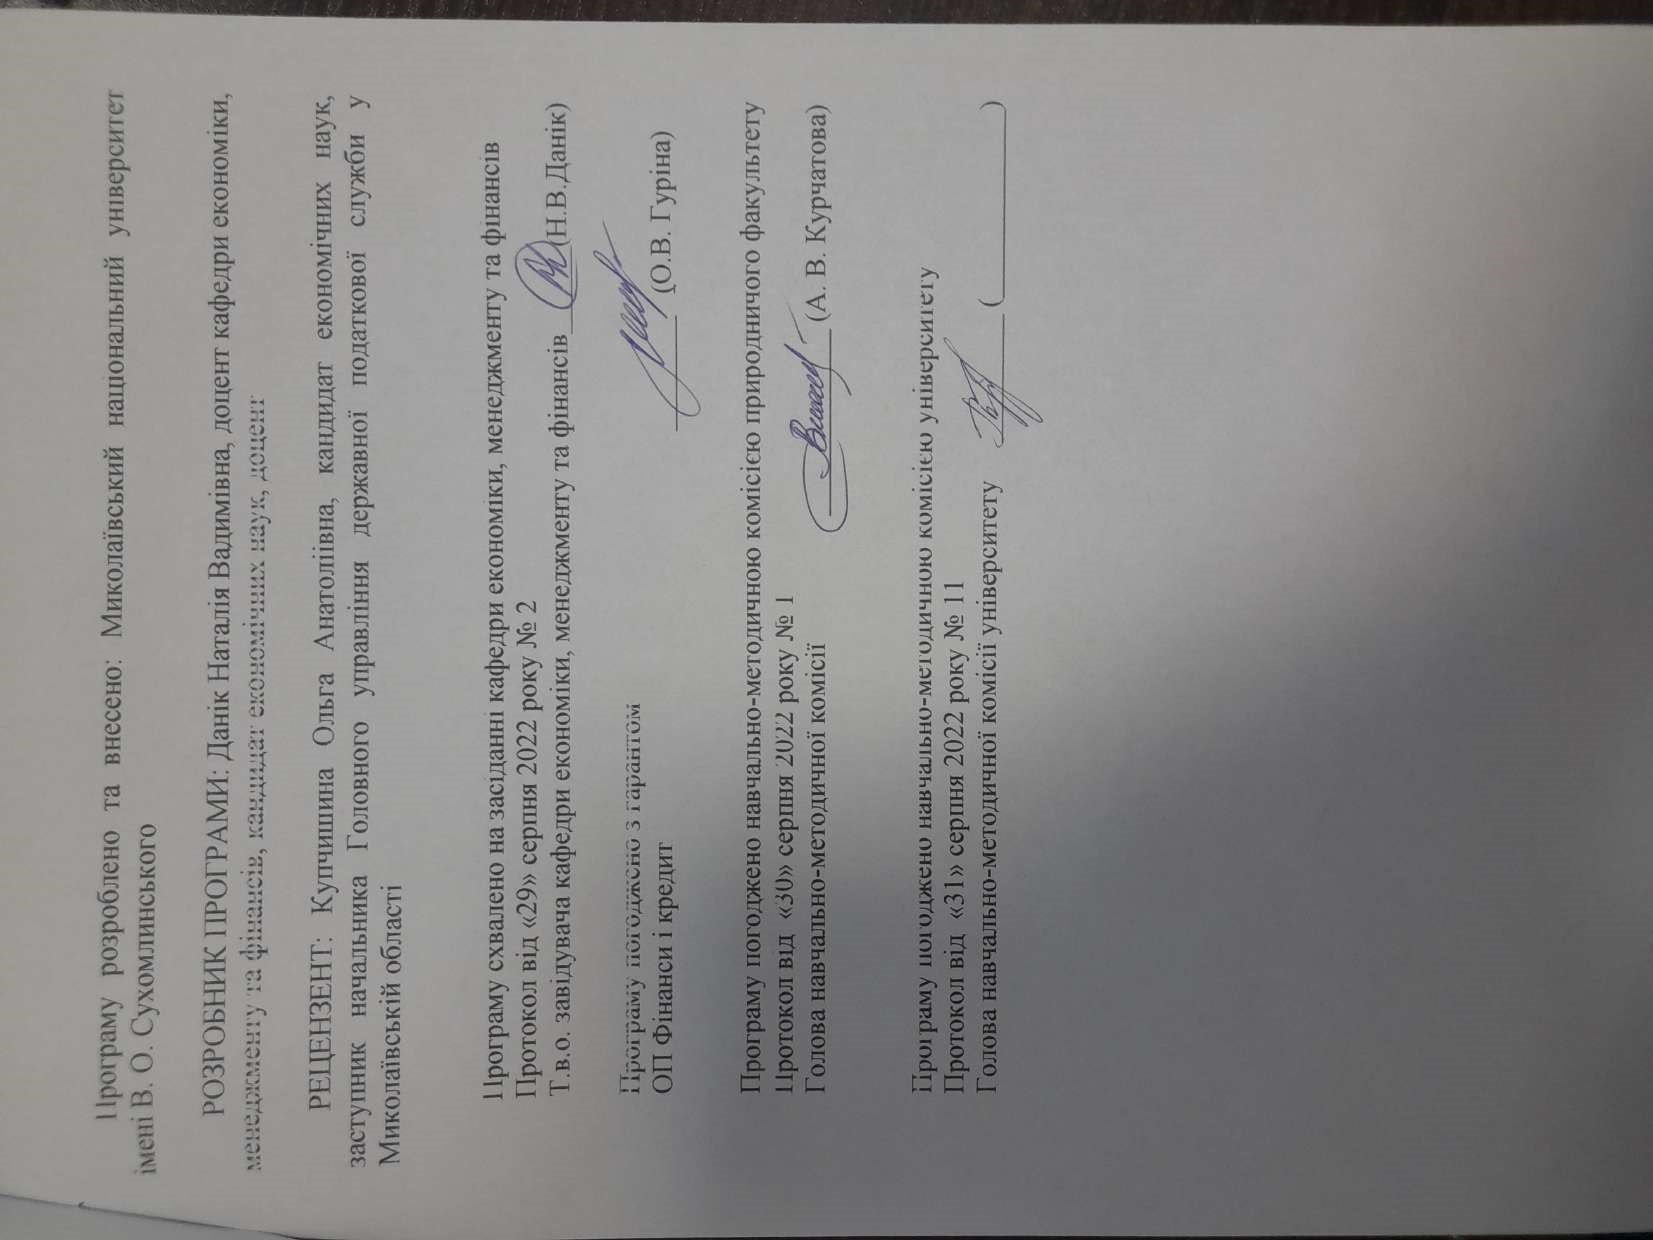 Програму розроблено та внесено: Миколаївський національний університет
імені В. О. Сухомлинського
РОЗРОБНИК ПРОГРАМИ: Данік Наталія Вадимівна, доцент кафедри економіки,
менеджменту та фінансів, кандидат економічних наук, доцент
РЕЦЕНЗЕНТ: Купчишина Ольга Анатоліївна, кандидат економічних наук,
заступник начальника Головного управління державної податкової служби у
Миколаївській області
Програму схвалено на засіданні кафедри економіки, менеджменту та фінансів
Протокол від «29» серпня 2022 року № 2
Т.в.о. завідувача кафедри економіки, менеджменту та фінансів (Н.В.Данік)
Програму погоджено з гарантом
ОП Фінанси і кредит (О.В. Гуріна)
Програму погоджено навчально-методичною комісією природничого факультету
Протокол від «30» серпня 2022 року № 1
Голова навчально-методичної комісії (А. В. Курчатова)
Програму погоджено навчально-методичною комісією університету
Протокол від «31» серпня 2022 року № 11
Голова навчально-методичної комісії університету ( )